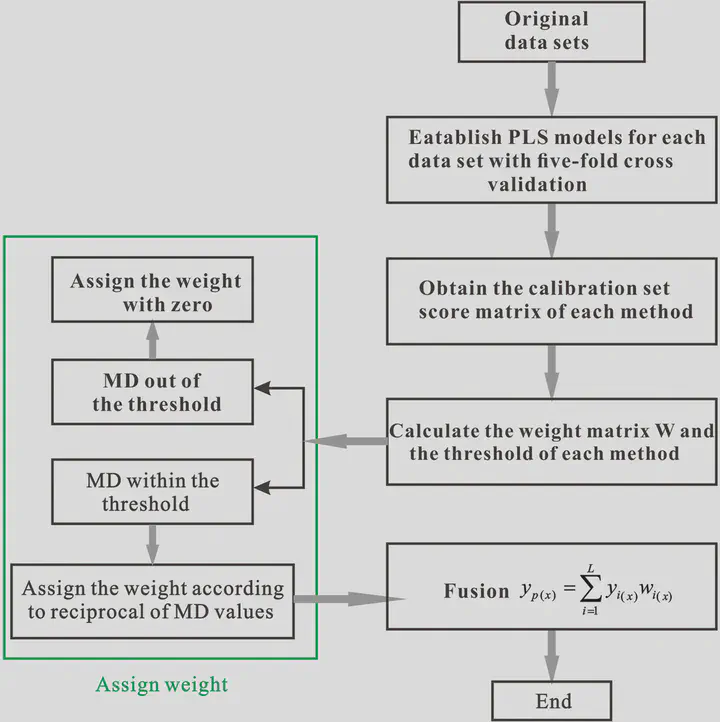 Original
data sets
Eatablish PLS models for each
data set with five-fold cross
validation
Obtain the calibration set
score matrix of each method
Calculate the weight matrix W and
the threshold of each method
Assign the weight
with zero
MD out of
the threshold
MD within the
threshold
Assign the weight according
to reciprocal of MD values
Assign weight
Fusion y_{p(x)} = \sum_{i=1}^{L} y_{i(x)} w_{i(x)}
End